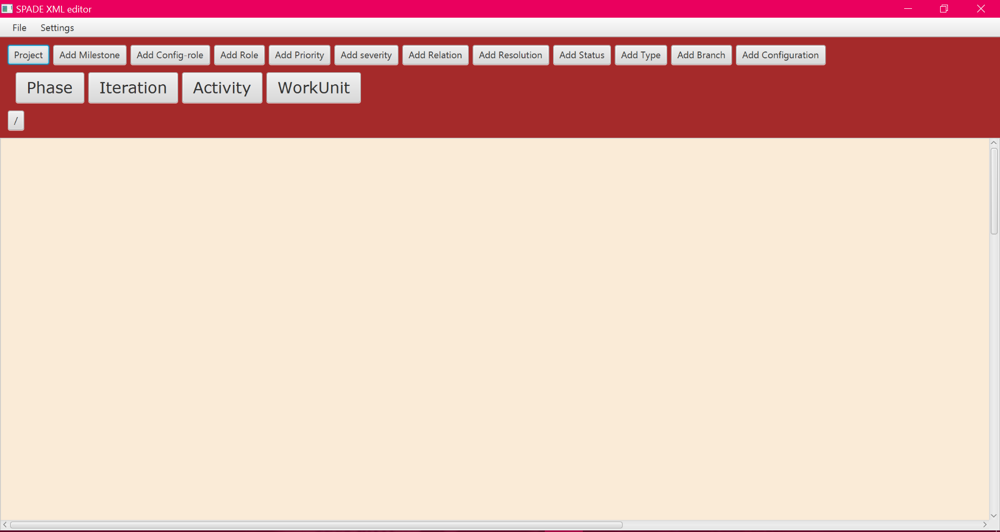 SPADE XML editor
File Settings
Project Add Milestone Add Config-role Add Role Add Priority Add severity Add Relation Add Resolution Add Status Add Type Add Branch Add Configuration
Phase Iteration Activity WorkUnit
/